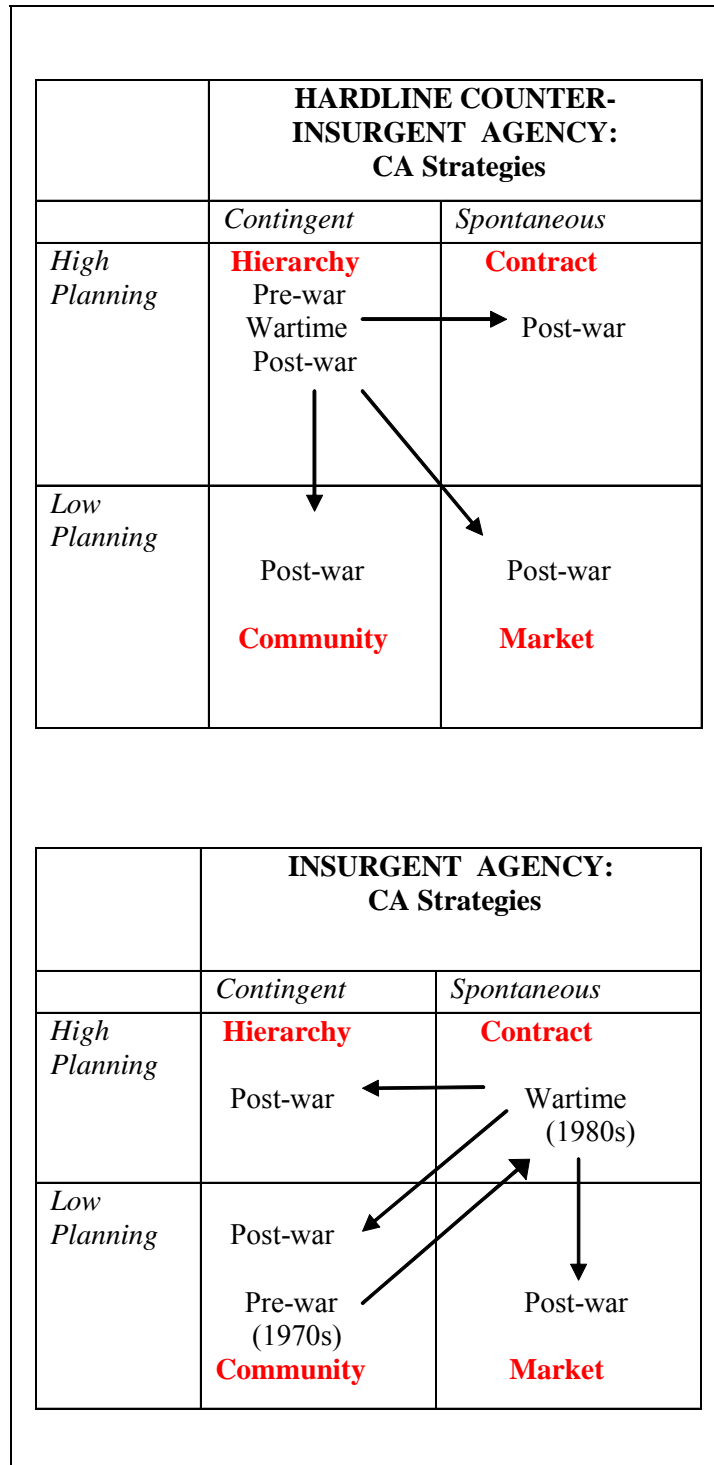 HARDLINE COUNTER-
INSURGENT AGENCY:
CA Strategies
Contingent Spontaneous
High Planning Hierarchy Contract
Pre-war
Wartime Post-war
Post-war
Low Planning
Post-war Post-war
Community Market
INSURGENT AGENCY:
CA Strategies
Contingent Spontaneous
High Planning Hierarchy Contract
Post-war Wartime
(1980s)
Low Planning Post-war
Pre-war Post-war
(1970s)
Community Market